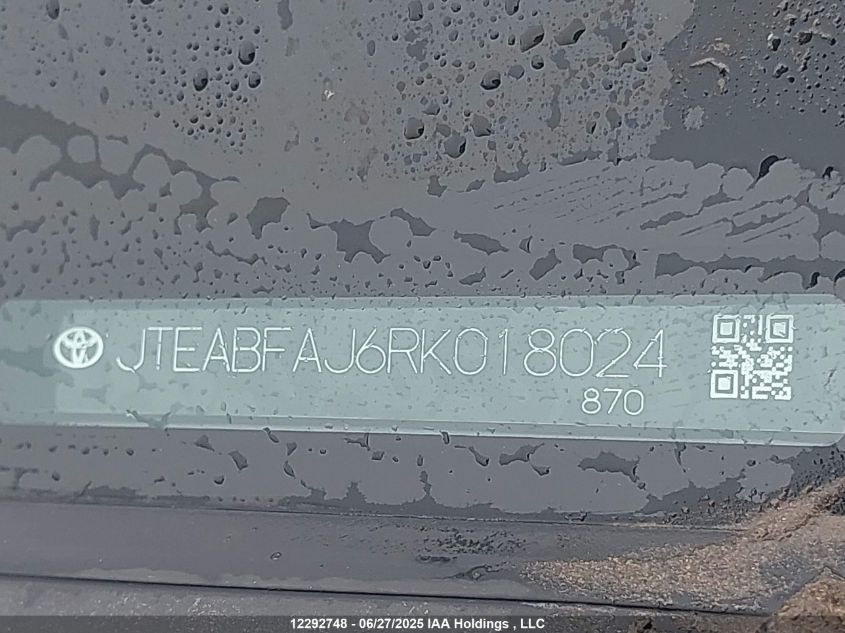 JTEABFAJ6RK018024
870
12292748 - 06/27/2025 IAA Holdings , LLC